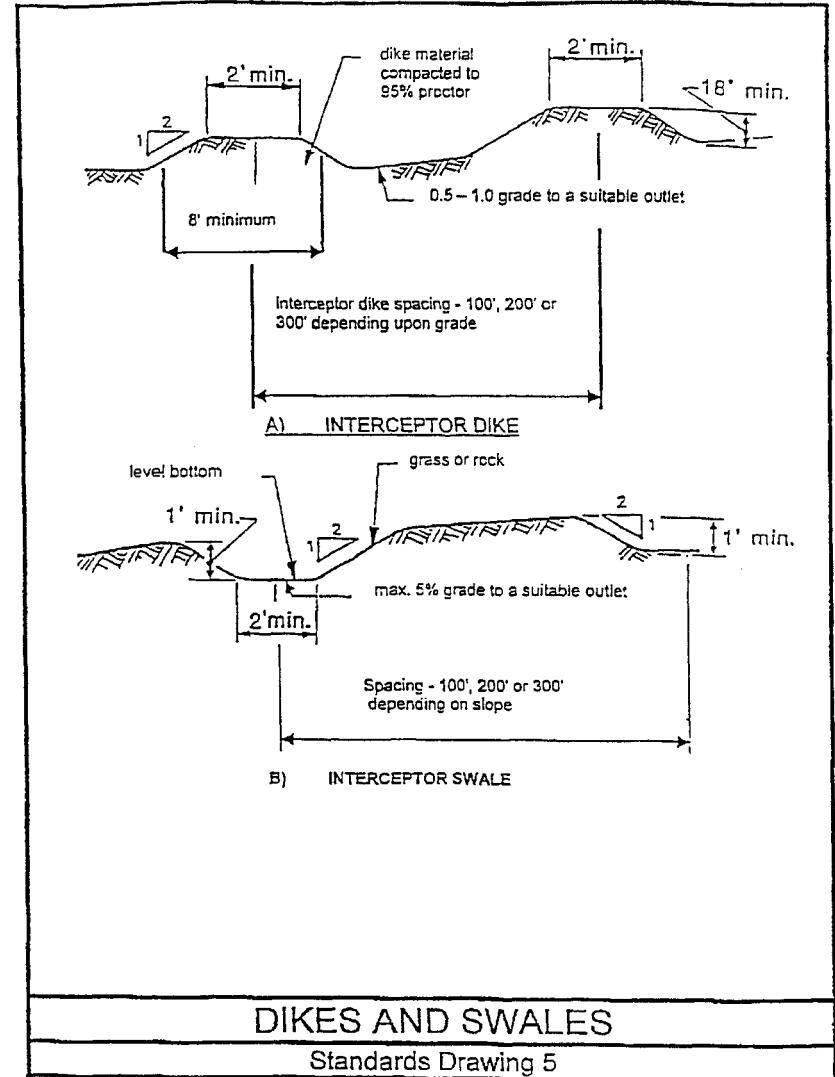 2' min.
dike material
compacted to
95% proctor
2' min.
18' min.
2
1
0.5 – 1.0 grade to a suitable outlet
8' minimum
Interceptor dike spacing - 100', 200' or
300' depending upon grade
A) INTERCEPTOR DIKE
level bottom
grass or rock
1' min.
2
1
2
1
1' min.
max. 5% grade to a suitable outlet
2' min.
Spacing - 100', 200' or 300'
depending on slope
B) INTERCEPTOR SWALE
DIKES AND SWALES
Standards Drawing 5